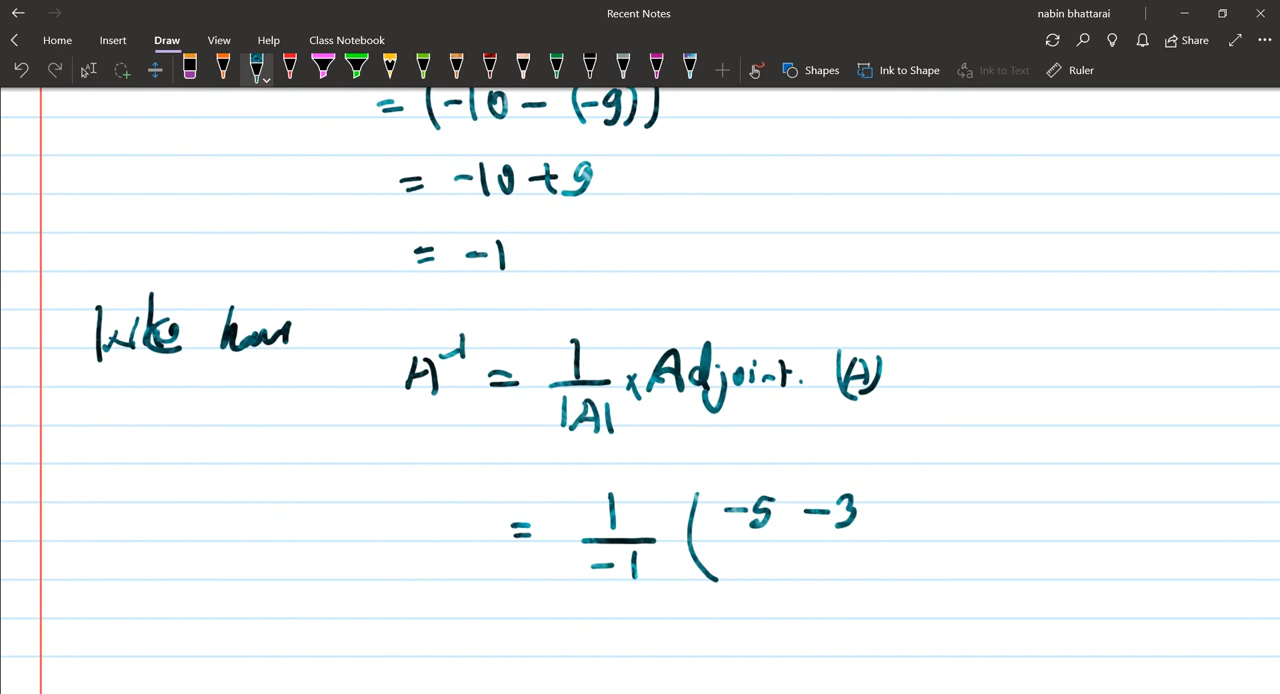 Recent Notes
nabin bhattarai
Home Insert Draw View Help Class Notebook
Share
Shapes Ink to Shape Ink to Text Ruler
= (-10 - (-9))
= -10 + 9
= -1
have
A⁻¹ = 1/|A| × Adjoint. (A)
= 1/-1 ( -5 -3